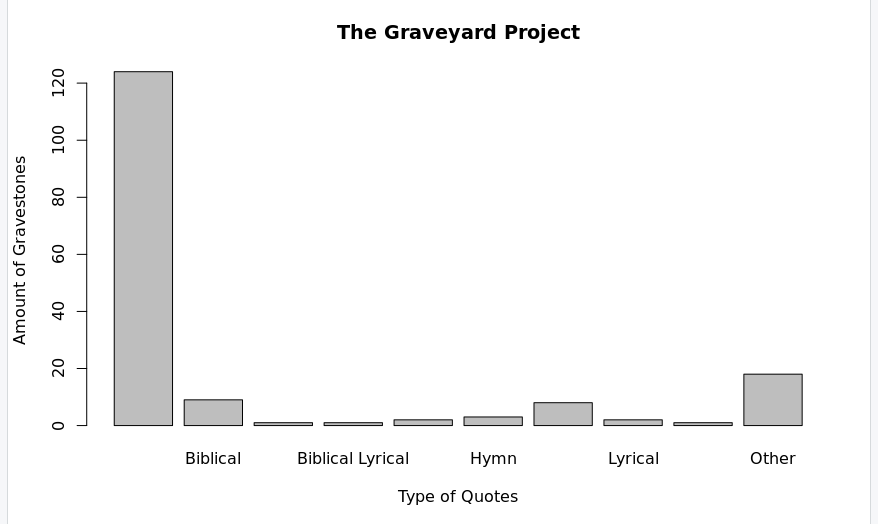 The Graveyard Project
Amount of Gravestones
120
100
80
60
40
20
0
Biblical
Biblical Lyrical
Hymn
Lyrical
Other
Type of Quotes